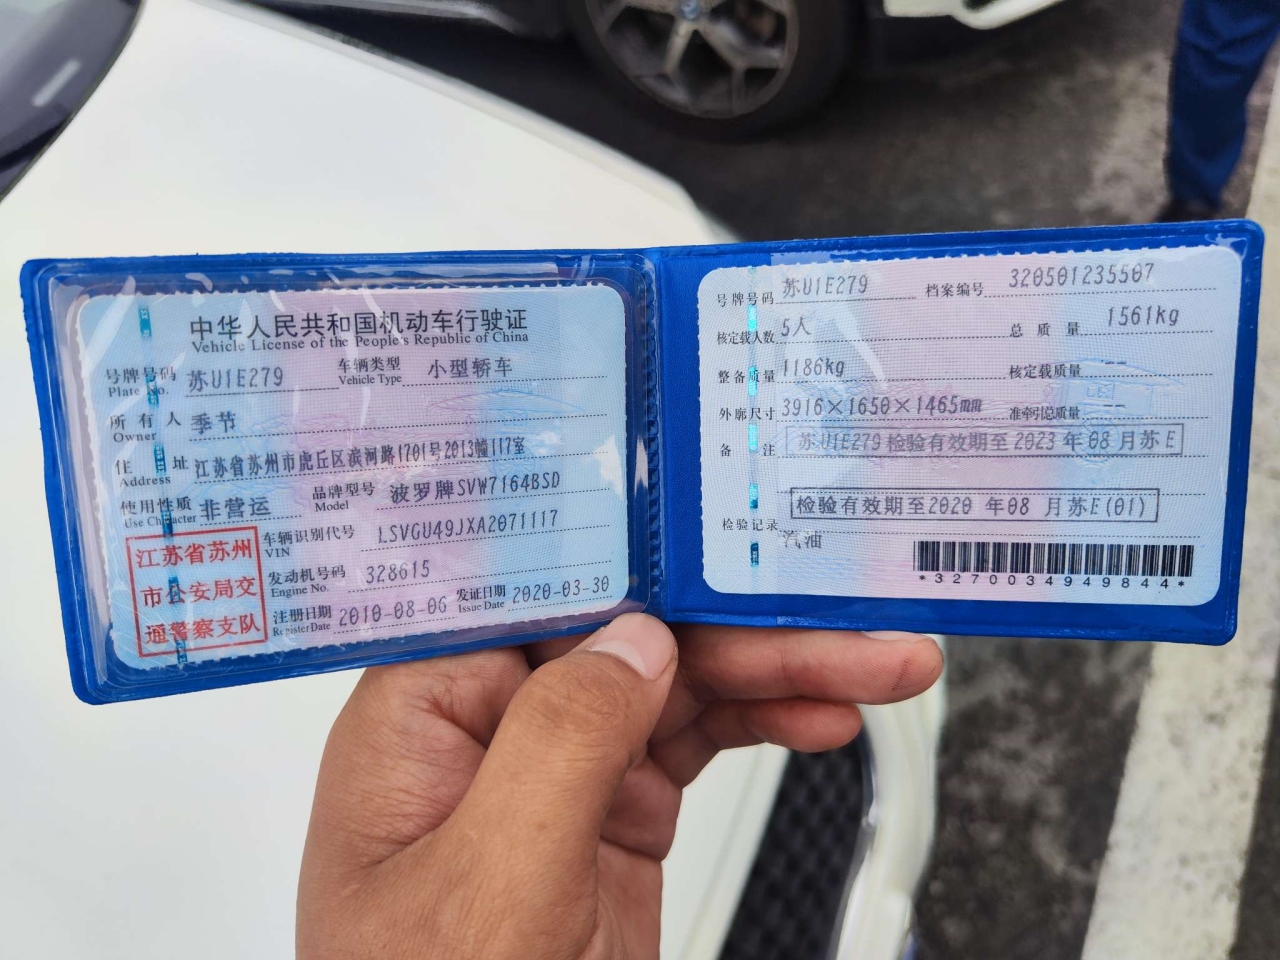 中华人民共和国机动车行驶证
Vehicle License of the People's Republic of China
号牌号码 苏U1E279 车辆类型 小型轿车
Plate No. Vehicle Type
所有人 季节
Owner
住址 江苏省苏州市虎丘区滨河路1701号2013幢117室
Address
使用性质 非营运 品牌型号 波罗牌SVW7164BSD
Use Character Model
江苏省苏州
市公安局交
通警察支队
车辆识别代号 LSVGU49JXA2071117
VIN
发动机号码 328615
Engine No.
注册日期 2010-08-06 发证日期 2020-03-30
Register Date Issue Date
号牌号码 苏U1E279 档案编号 320501235507
核定载人数 5人 总质量 1561kg
整备质量 1186kg 核定载质量 --
外廓尺寸 3916×1650×1465mm 准牵引总质量 --
备注 苏U1E279 检验有效期至2023年08月苏E
检验有效期至2020 年08 月苏E(01)
检验记录
汽油
*3270034949844*